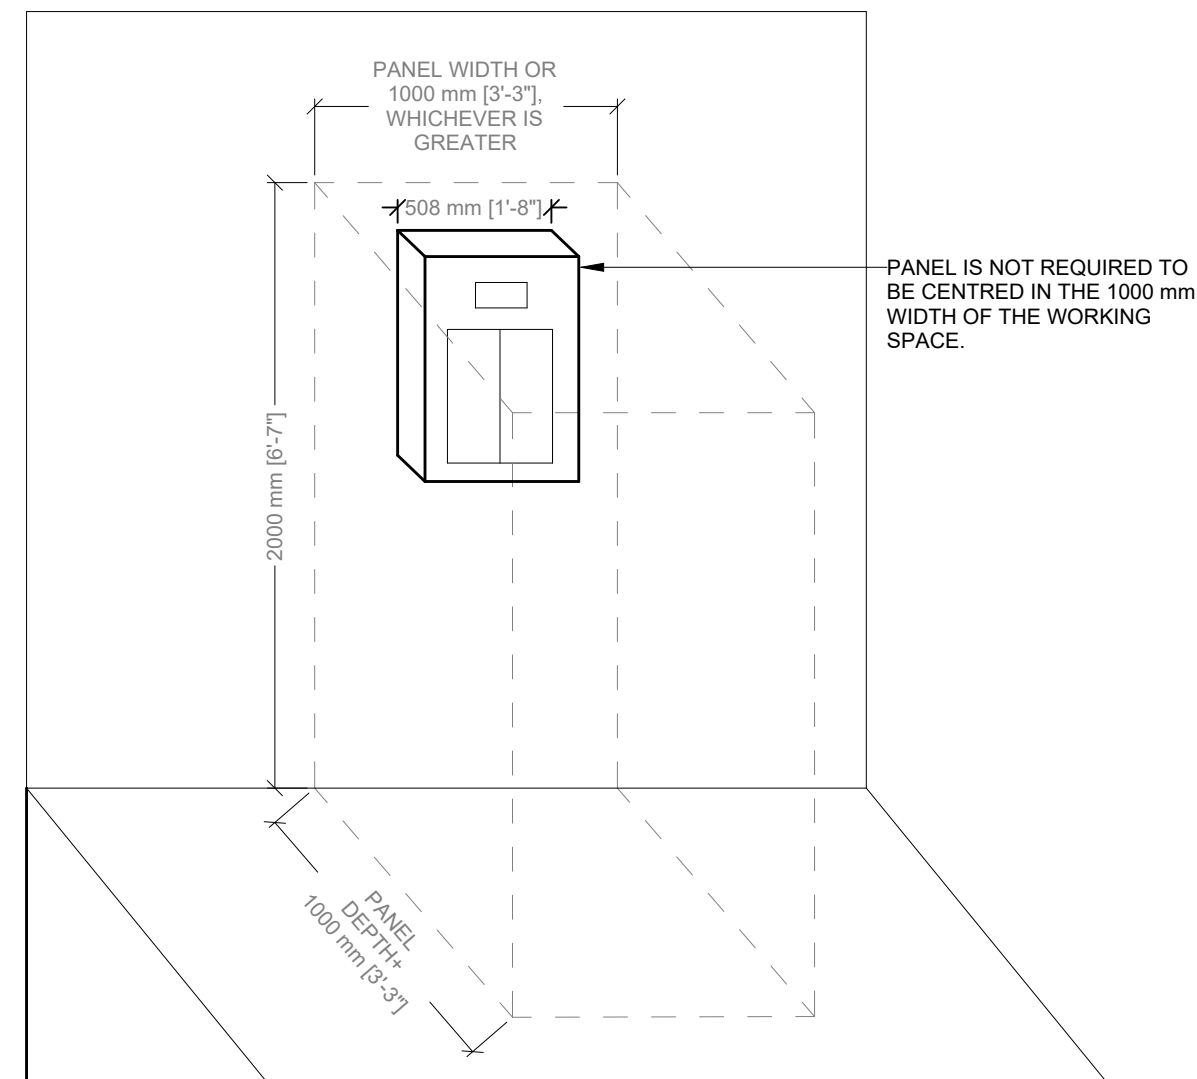 PANEL WIDTH OR
1000 mm [3'-3"],
WHICHEVER IS
GREATER
508 mm [1'-8"]
PANEL IS NOT REQUIRED TO
BE CENTRED IN THE 1000 mm
WIDTH OF THE WORKING
SPACE.
2000 mm [6'-7"]
PANEL
DEPTH+
1000 mm [3'-3"]